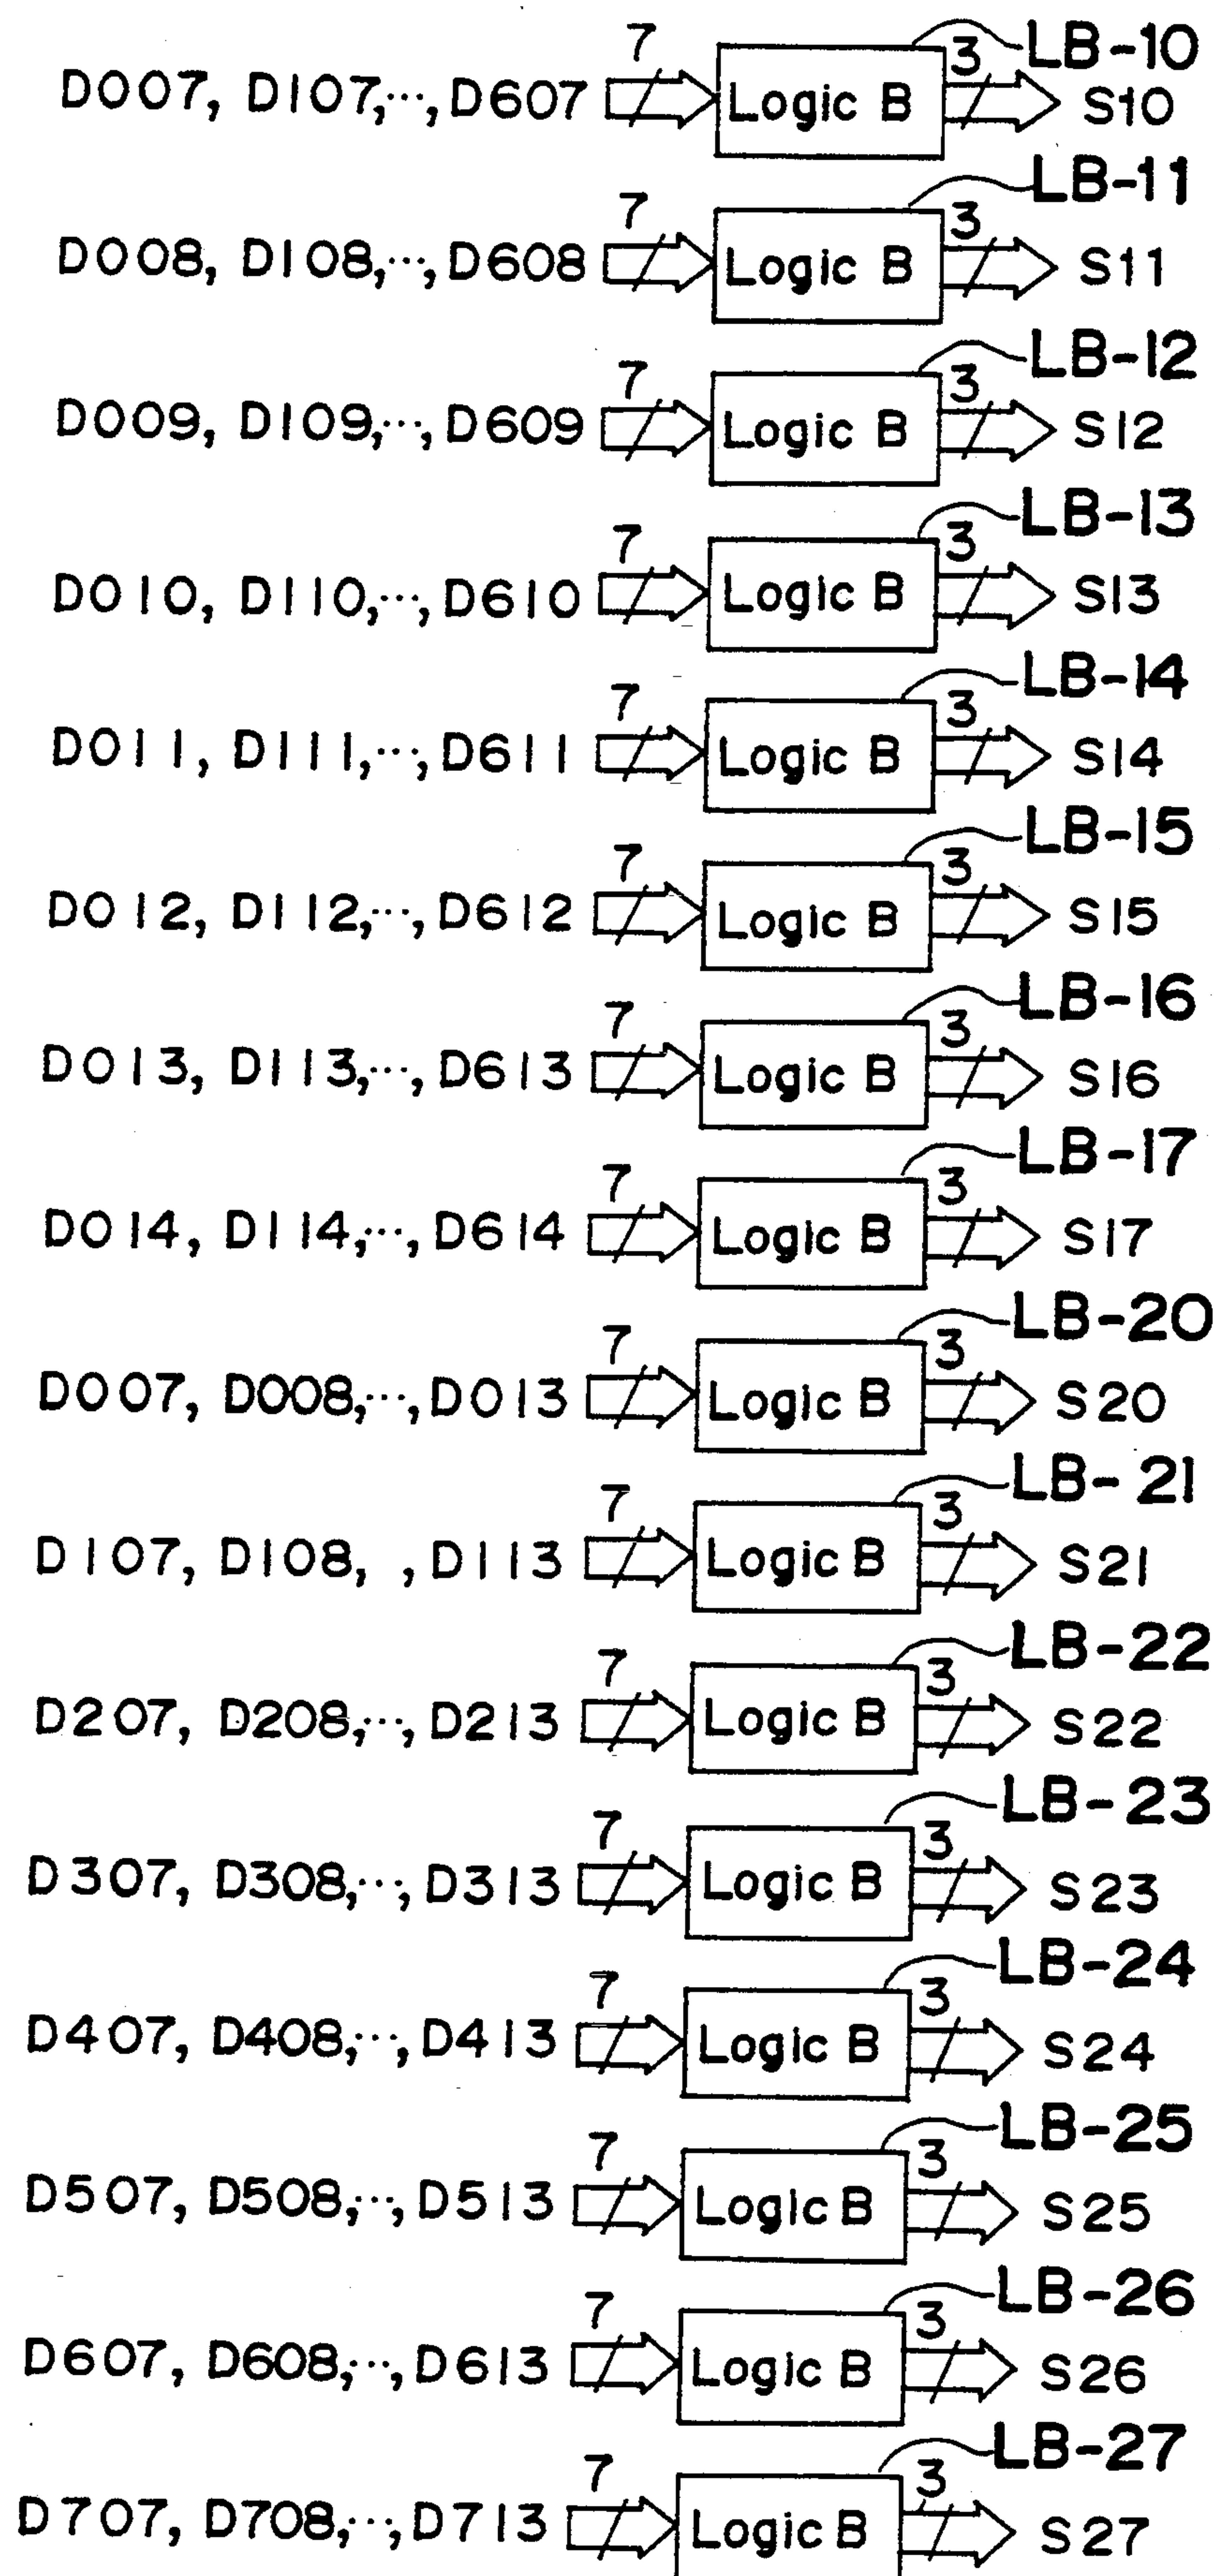 7 3 LB-10
D007, D107,···, D607 Logic B S10
7 3 LB-11
D008, D108,···, D608 Logic B S11
7 3 LB-12
D009, D109,···, D609 Logic B S12
7 3 LB-13
D010, D110,···, D610 Logic B S13
7 3 LB-14
D011, D111,···, D611 Logic B S14
7 3 LB-15
D012, D112,···, D612 Logic B S15
7 3 LB-16
D013, D113,···, D613 Logic B S16
7 3 LB-17
D014, D114,···, D614 Logic B S17
7 3 LB-20
D007, D008,···, D013 Logic B S20
7 3 LB-21
D107, D108, , D113 Logic B S21
7 3 LB-22
D207, D208,···, D213 Logic B S22
7 3 LB-23
D307, D308,···, D313 Logic B S23
7 3 LB-24
D407, D408,···, D413 Logic B S24
7 3 LB-25
D507, D508,···, D513 Logic B S25
7 3 LB-26
D607, D608,···, D613 Logic B S26
7 3 LB-27
D707, D708,···, D713 Logic B S27